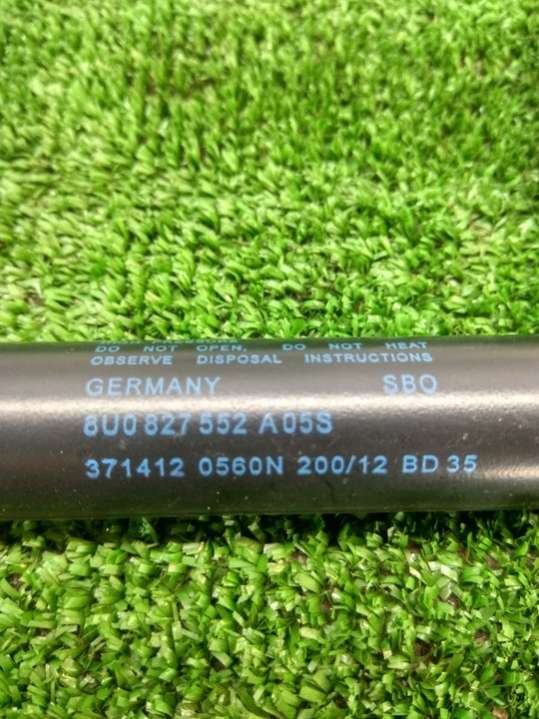 DO NOT OPEN, DO NOT HEAT
OBSERVE DISPOSAL INSTRUCTIONS
GERMANY SBO
8U0 827 552 A 05S
371412 0560N 200/12 BD 35